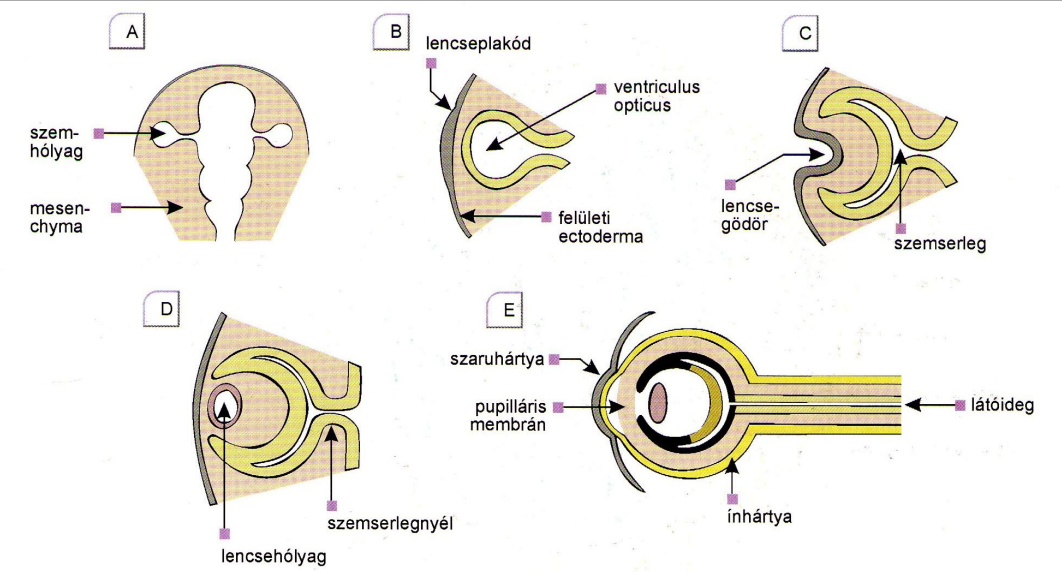 A
szem-
hólyag
mesen-
chyma
B
lencseplakód
ventriculus
opticus
felületi
ectoderma
C
lencse-
gödör
szemserleg
D
szemserlegnyél
lencsehólyag
E
szaruhártya
pupilláris
membrán
látóideg
ínhártya